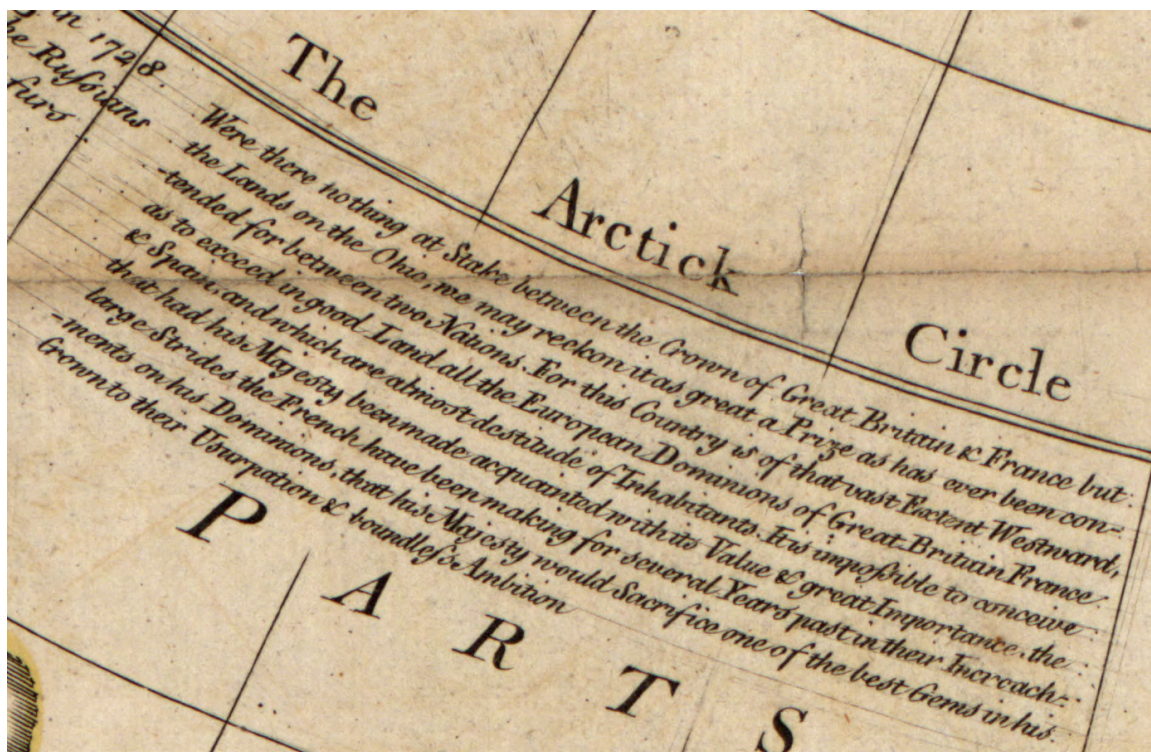 in 1728
he Rußians
furs
The Arctick Circle
Were there nothing at Stake between the Crown of Great Britain & France but
the Lands on the Ohio, we may reckon it as great a Prize as has ever been con-
-tended for between two Nations. For this Country is of that vast Extent Westward,
as to exceed in good Land all the European Dominions of Great Britain France
& Spain, and which are almost destitude of Inhabitants. It is impoßible to conceive
that had his Majesty been made acquainted with its Value & great Importance, the
large Strides the French have been making for several Years past in their Increach-
-ments on his Dominions, that his Majesty would Sacrifice one of the best Gems in his
Crown to their Usurpation & boundleſs Ambition
PARTS